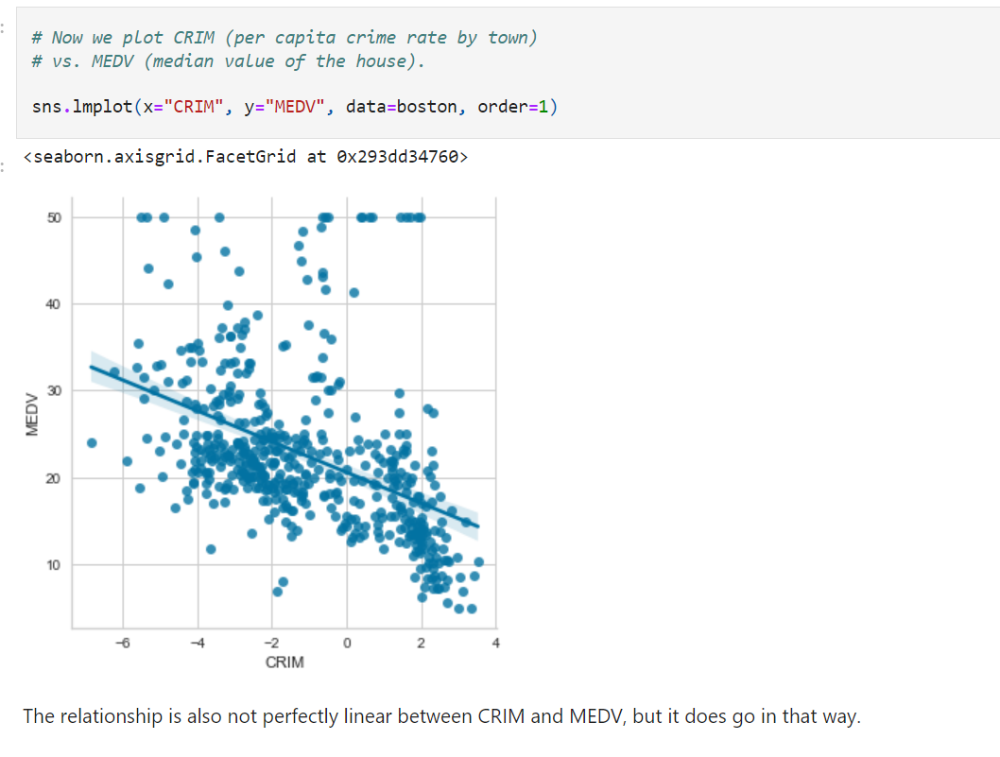 # Now we plot CRIM (per capita crime rate by town)
# vs. MEDV (median value of the house).
sns.lmplot(x="CRIM", y="MEDV", data=boston, order=1)
<seaborn.axisgrid.FacetGrid at 0x293dd34760>
50
40
30
20
10
MEDV
-6 -4 -2 0 2 4
CRIM
The relationship is also not perfectly linear between CRIM and MEDV, but it does go in that way.